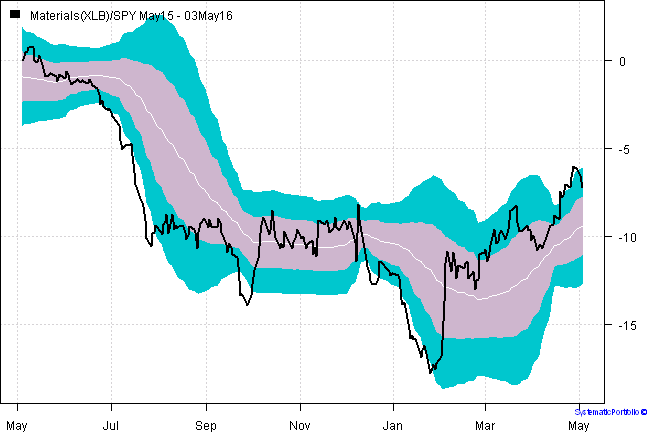 Materials(XLB)/SPY May15 - 03May16
0
-5
-10
-15
May Jul Sep Nov Jan Mar May
SystematicPortfolio ©